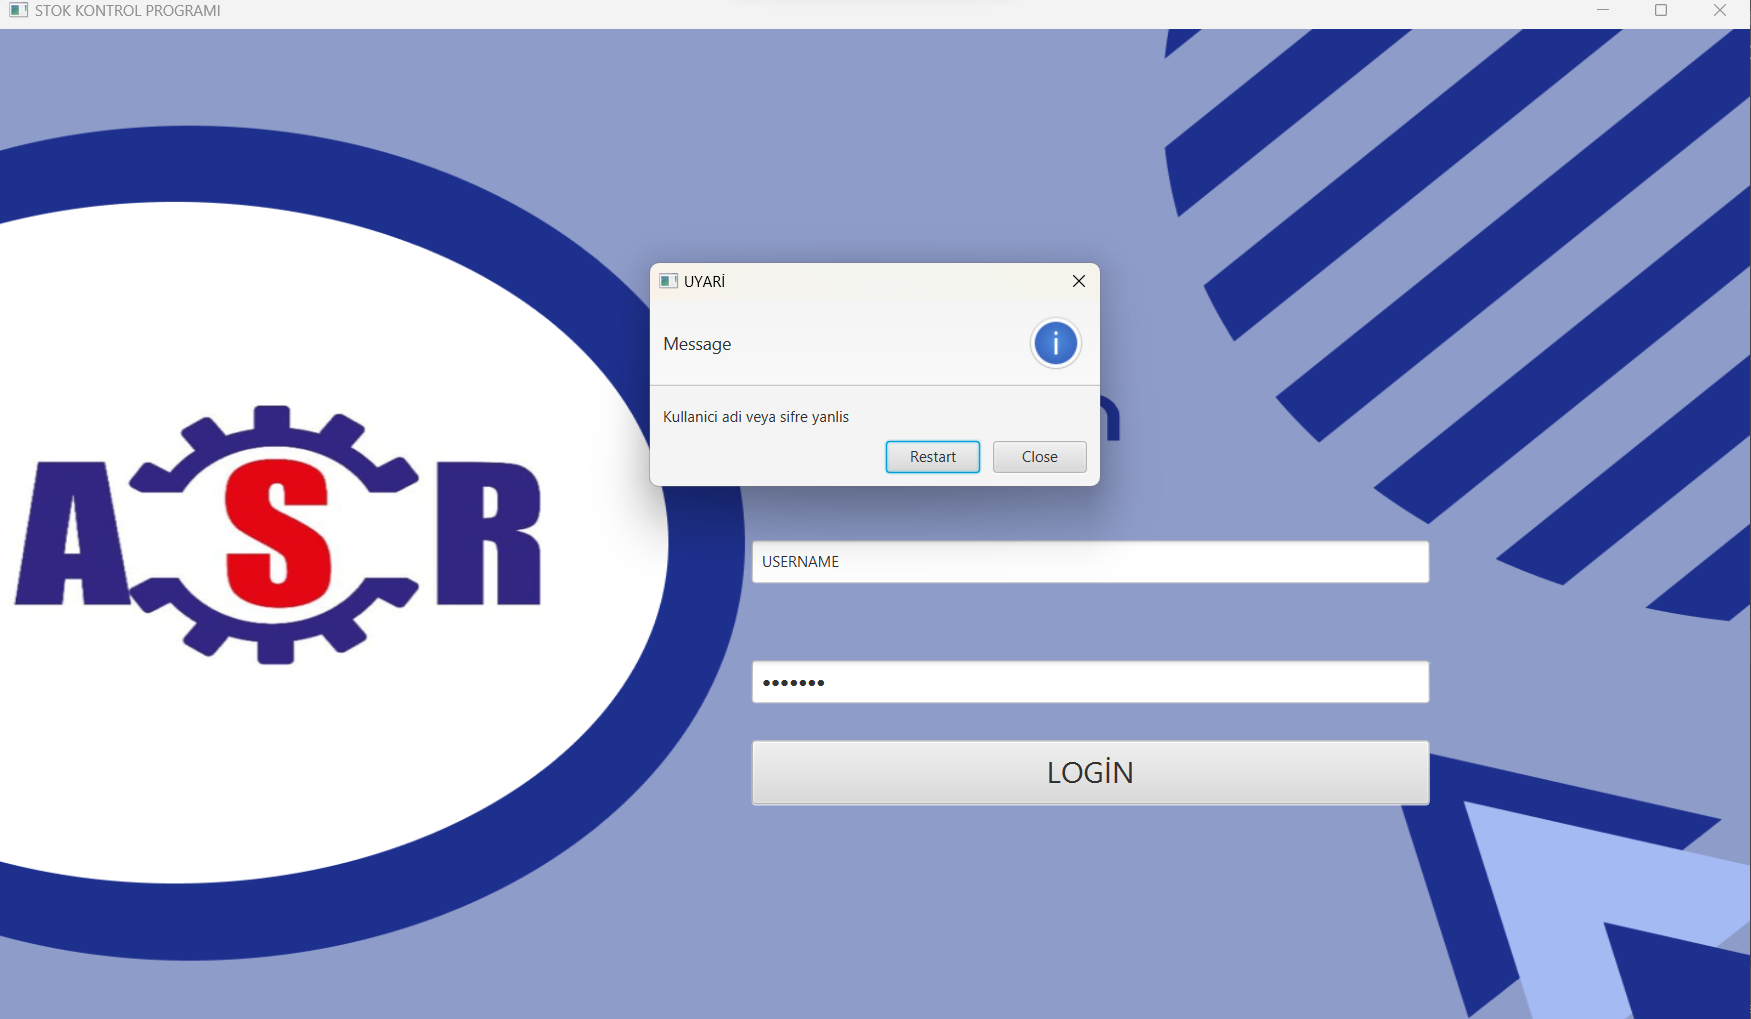 STOK KONTROL PROGRAMI
UYARİ
Message
Kullanici adi veya sifre yanlis
Restart
Close
ASR
USERNAME
LOGİN